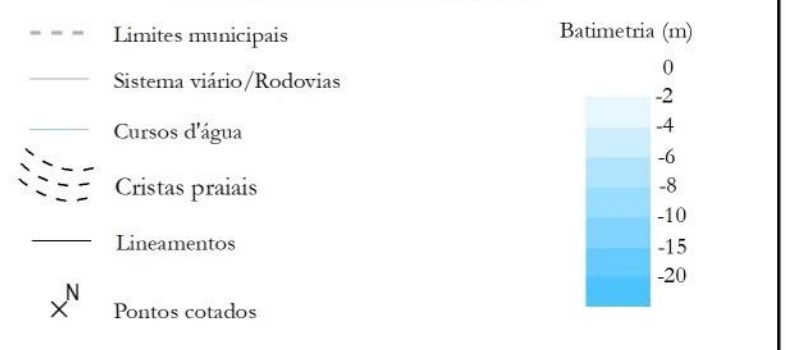 Limites municipais
Sistema viário/Rodovias
Cursos d'água
Cristas praiais
Lineamentos
N
Pontos cotados
Batimetria (m)
0
-2
-4
-6
-8
-10
-15
-20